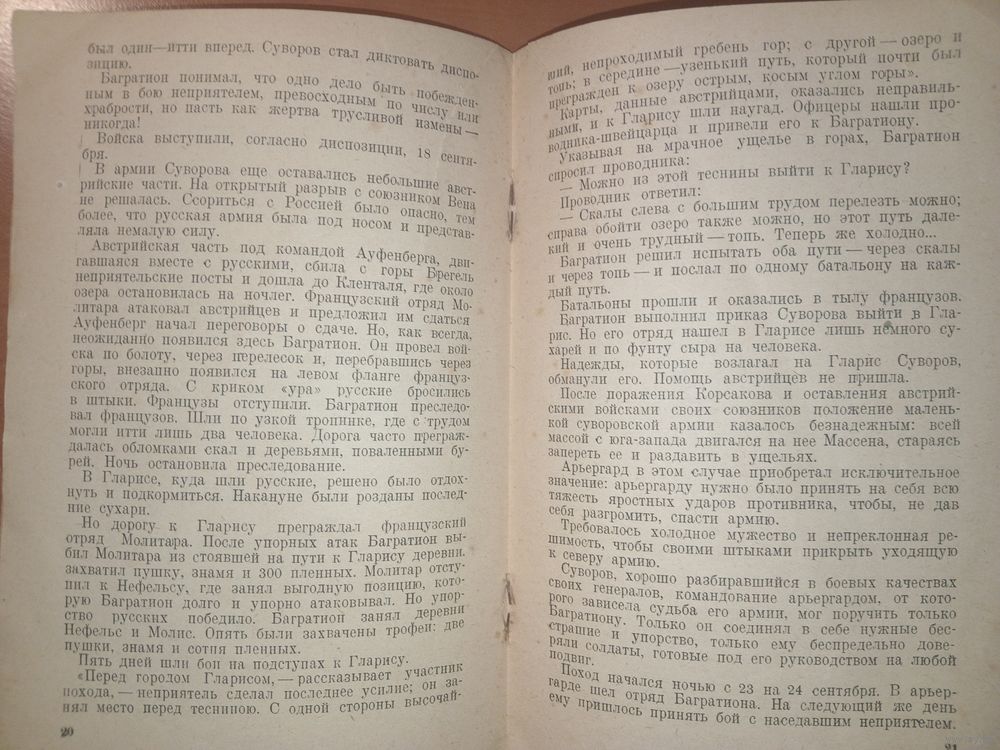 был один—итти вперед. Суворов стал диктовать диспо-
зицию.
Багратион понимал, что одно дело быть побежден-
ным в бою неприятелем, превосходным по числу или
храбрости, но пасть как жертва трусливой измены—
никогда!
Войска выступили, согласно диспозиции, 18 сентя-
бря.
В армии Суворова еще оставались небольшие авст-
рийские части. На открытый разрыв с союзником Вена
не решалась. Ссориться с Россией было опасно, тем
более, что русская армия была под носом и представ-
ляла немалую силу.
Австрийская часть под командой Ауфенберга, дви-
гавшаяся вместе с русскими, сбила с горы Брегель
неприятельские посты и дошла до Кленталя, где около
озера остановилась на ночлег. Французский отряд Мо-
литара атаковал австрийцев и предложил им сдаться
Ауфенберг начал переговоры о сдаче. Но, как всегда,
неожиданно появился здесь Багратион. Он провел вой-
ска по болоту, через перелесок и, перебравшись через
горы, внезапно появился на левом фланге француз-
ского отряда. С криком «ура» русские бросились
в штыки. Французы отступили. Багратион преследо-
вал французов. Шли по узкой тропинке, где с трудом
могли итти лишь два человека. Дорога часто преграж-
далась обломками скал и деревьями, поваленными бу-
рей. Ночь остановила преследование.
В Гларисе, куда шли русские, решено было отдох-
нуть и подкормиться. Накануне были розданы послед-
ние сухари.
Но дорогу к Гларису преграждал французский
отряд Молитара. После упорных атак Багратион вы-
бил Молитара из стоявшей на пути к Гларису деревни,
захватил пушку, знамя и 300 пленных. Молитар отсту-
пил к Нефельсу, где занял выгодную позицию, кото-
рую Багратион долго и упорно атаковывал. Но упор-
ство русских победило. Багратион занял деревни
Нефельс и Молис. Опять были захвачены трофеи: две
пушки, знамя и сотня пленных.
Пять дней шли бои на подступах к Гларису.
«Перед городом Гларисом,—рассказывает участник
похода,—неприятель сделал последнее усилие; он за-
нял место перед тесниною. С одной стороны высочай-
20
ший, непроходимый гребень гор; с другой — озеро и
топь; в середине — узенький путь, который почти был
прегражден к озеру острым, косым углом горы».
Карты, данные австрийцами, оказались неправиль-
ными, и к Гларису шли наугад. Офицеры нашли про-
водника-швейцарца и привели его к Багратиону.
Указывая на мрачное ущелье в горах, Багратион
спросил проводника:
— Можно из этой теснины выйти к Гларису?
Проводник ответил:
— Скалы слева с большим трудом перелезть можно;
справа обойти озеро также можно, но этот путь дале-
кий и очень трудный — топь. Теперь же холодно...
Багратион решил испытать оба пути — через скалы
и через топь — и послал по одному батальону на каж-
дый путь.
Батальоны прошли и оказались в тылу французов.
Багратион выполнил приказ Суворова выйти в Гла-
рис. Но его отряд нашел в Гларисе лишь немного су-
харей и по фунту сыра на человека.
Надежды, которые возлагал на Гларис Суворов,
обманули его. Помощь австрийцев не пришла.
После поражения Корсакова и оставления австрий-
скими войсками своих союзников положение малень-
кой суворовской армии казалось безнадежным: всей
массой с юга-запада двигался на нее Массена, стараясь
запереть ее и раздавить в ущельях.
Арьергард в этом случае приобретал исключительное
значение: арьергарду нужно было принять на себя всю
тяжесть яростных ударов противника, чтобы, не дав
себя разгромить, спасти армию.
Требовалось холодное мужество и непреклонная ре-
шимость, чтобы своими штыками прикрыть уходящую
к северу армию.
Суворов, хорошо разбиравшийся в боевых качествах
своих генералов, командование арьергардом, от кото-
рого зависела судьба его армии, мог поручить только
Багратиону. Только он соединял в себе нужные бес-
страшие и упорство, только ему беспредельно дове-
ряли солдаты, готовые под его руководством на любой
подвиг.
Поход начался ночью с 23 на 24 сентября. В арьер-
гарде шел отряд Багратиона. На следующий же день
ему пришлось принять бой с наседавшим неприятелем.
21